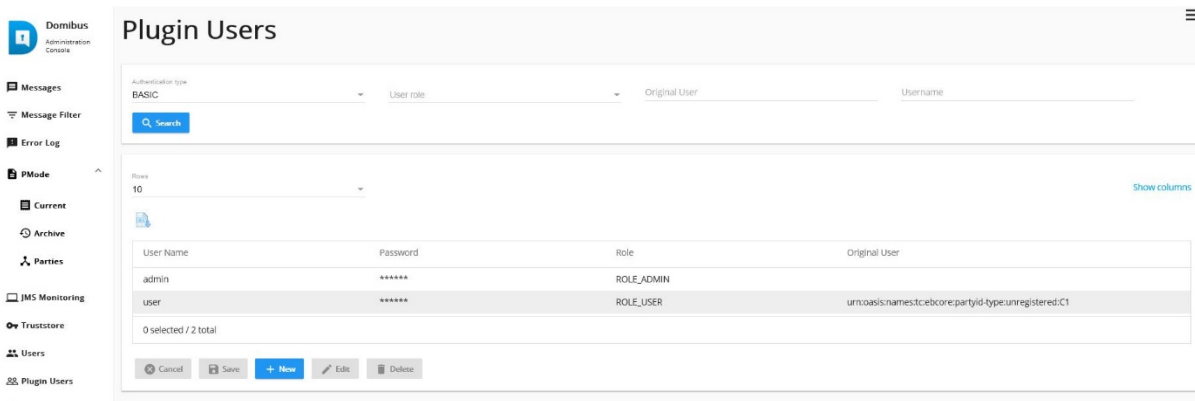 Domibus
Administration
Console
Messages
Message Filter
Error Log
PMode
Current
Archive
Parties
JMS Monitoring
Truststore
Users
Plugin Users
Plugin Users
Authentication type
BASIC
User role
Original User
Username
Search
Rows
10
Show columns
User Name Password Role Original User
admin ****** ROLE_ADMIN
user ****** ROLE_USER urn:oasis:names:tc:ebcore:partyid-type:unregistered:C1
0 selected / 2 total
Cancel Save + New Edit Delete